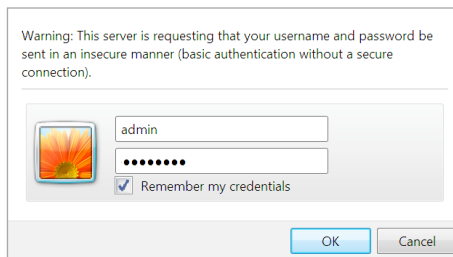 Warning: This server is requesting that your username and password be
sent in an insecure manner (basic authentication without a secure
connection).
admin
••••••••
Remember my credentials
OK Cancel